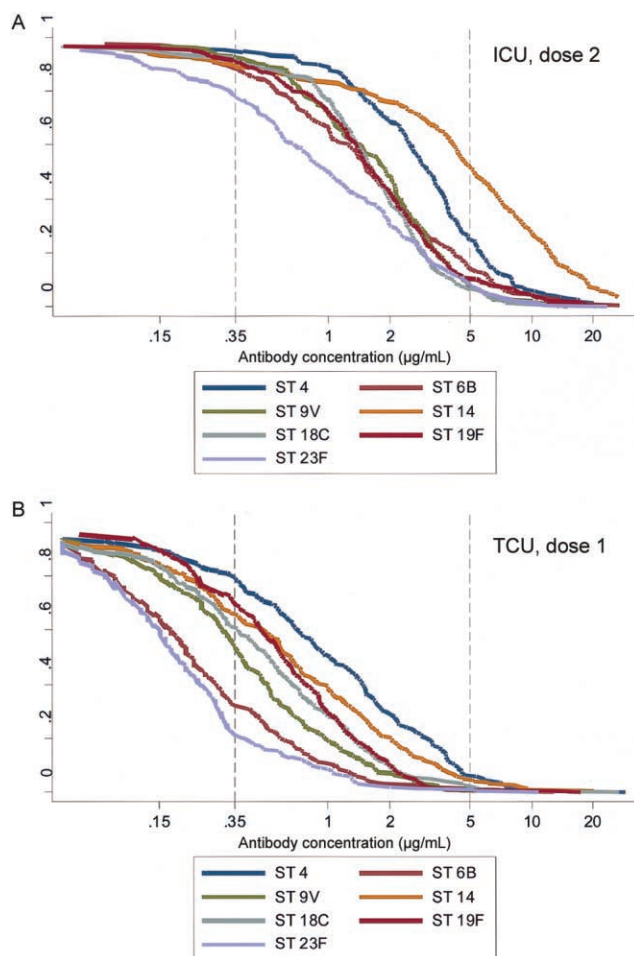 A
ICU, dose 2
1
.8
.6
.4
.2
0
.15 .35 1 2 5 10 20
Antibody concentration (µg/mL)
ST 4 ST 6B
ST 9V ST 14
ST 18C ST 19F
ST 23F
B
TCU, dose 1
1
.8
.6
.4
.2
0
.15 .35 1 2 5 10 20
Antibody concentration (µg/mL)
ST 4 ST 6B
ST 9V ST 14
ST 18C ST 19F
ST 23F